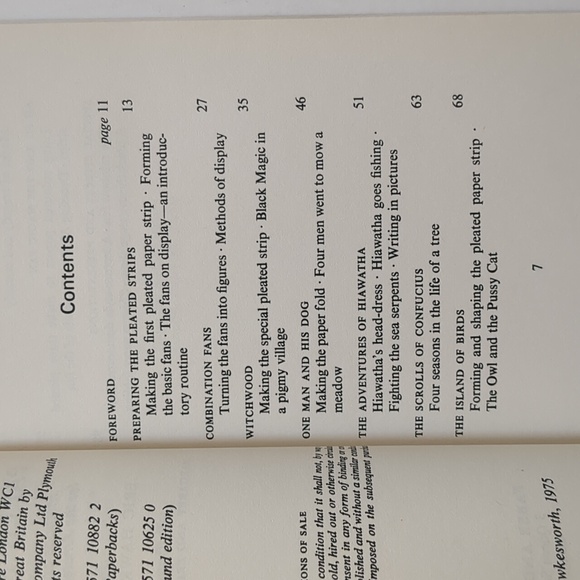 e London WC1
reat Britain by
ompany Ltd Plymouth
ts reserved
571 10882 2
aperbacks)
571 10625 0
und edition)
ONS OF SALE
condition that it shall not, by
old, hired out or otherwise
nsent in any form of binding
lished and without a similar
mposed on the subsequent
wkesworth, 1975
Contents
FOREWORD page 11
PREPARING THE PLEATED STRIPS 13
Making the first pleated paper strip · Forming
the basic fans · The fans on display—an introduc-
tory routine
COMBINATION FANS 27
Turning the fans into figures · Methods of display
WITCHWOOD 35
Making the special pleated strip · Black Magic in
a pigmy village
ONE MAN AND HIS DOG 46
Making the paper fold · Four men went to mow a
meadow
THE ADVENTURES OF HIAWATHA 51
Hiawatha's head-dress · Hiawatha goes fishing ·
Fighting the sea serpents · Writing in pictures
THE SCROLLS OF CONFUCIUS 63
Four seasons in the life of a tree
THE ISLAND OF BIRDS 68
Forming and shaping the pleated paper strip ·
The Owl and the Pussy Cat
7